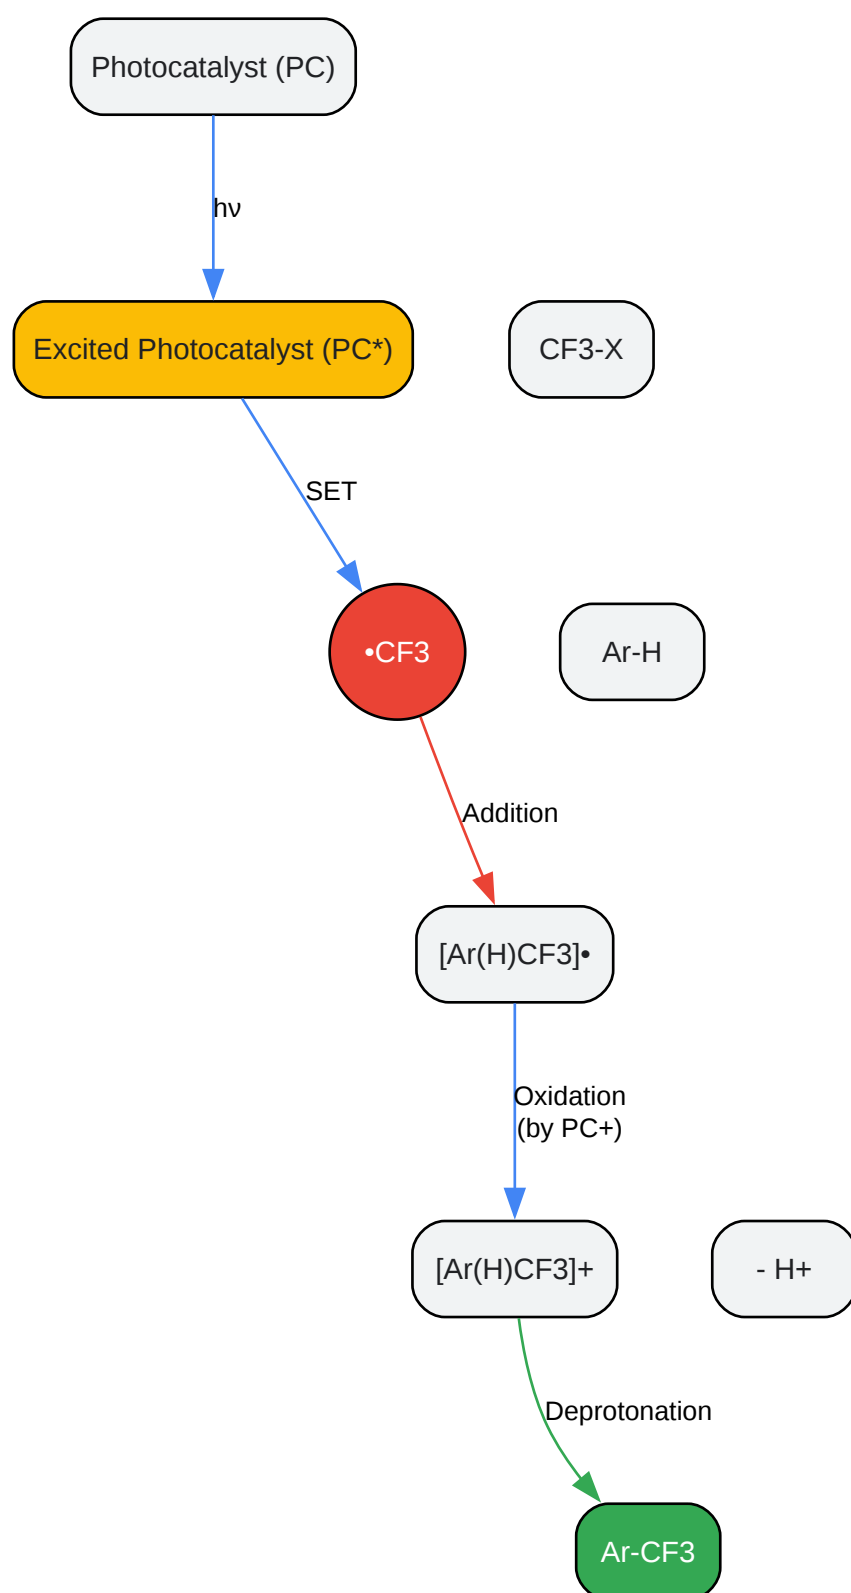 Photocatalyst (PC)
hν
Excited Photocatalyst (PC*)
CF3-X
SET
•CF3
Ar-H
Addition
[Ar(H)CF3]•
Oxidation
(by PC+)
[Ar(H)CF3]+
- H+
Deprotonation
Ar-CF3